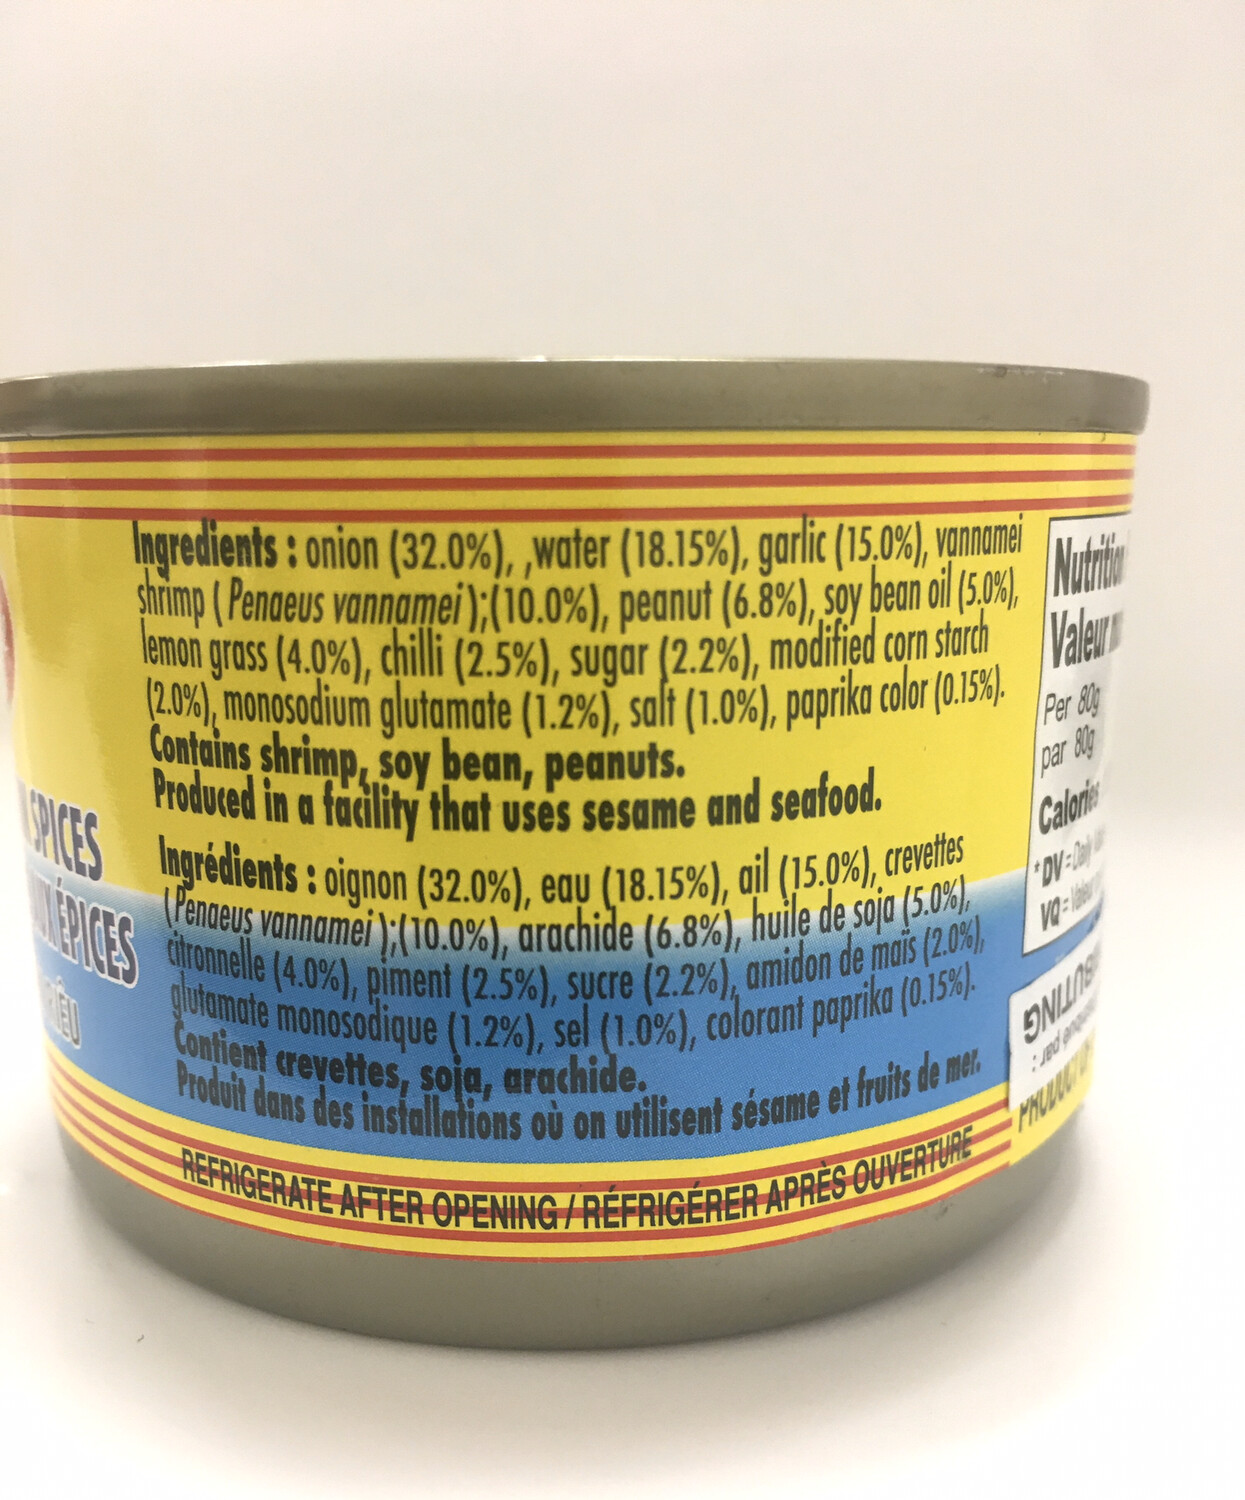 Ingredients : onion (32.0%), ,water (18.15%), garlic (15.0%), vannamei
shrimp ( Penaeus vannamei );(10.0%), peanut (6.8%), soy bean oil (5.0%),
lemon grass (4.0%), chilli (2.5%), sugar (2.2%), modified corn starch
(2.0%), monosodium glutamate (1.2%), salt (1.0%), paprika color (0.15%).
Contains shrimp, soy bean, peanuts.
Produced in a facility that uses sesame and seafood.
Ingrédients : oignon (32.0%), eau (18.15%), ail (15.0%), crevettes
(Penaeus vannamei );(10.0%), arachide (6.8%), huile de soja (5.0%),
citronnelle (4.0%), piment (2.5%), sucre (2.2%), amidon de maïs (2.0%),
glutamate monosodique (1.2%), sel (1.0%), colorant paprika (0.15%).
Contient crevettes, soja, arachide.
Produit dans des installations où on utilisent sésame et fruits de mer.
REFRIGERATE AFTER OPENING / RÉFRIGÉRER APRÈS OUVERTURE
SPICES
ÉPICES
RIÊU
Nutrition
Valeur
Per 80g
par 80g
Calories
*DV = Daily
VQ =
par :